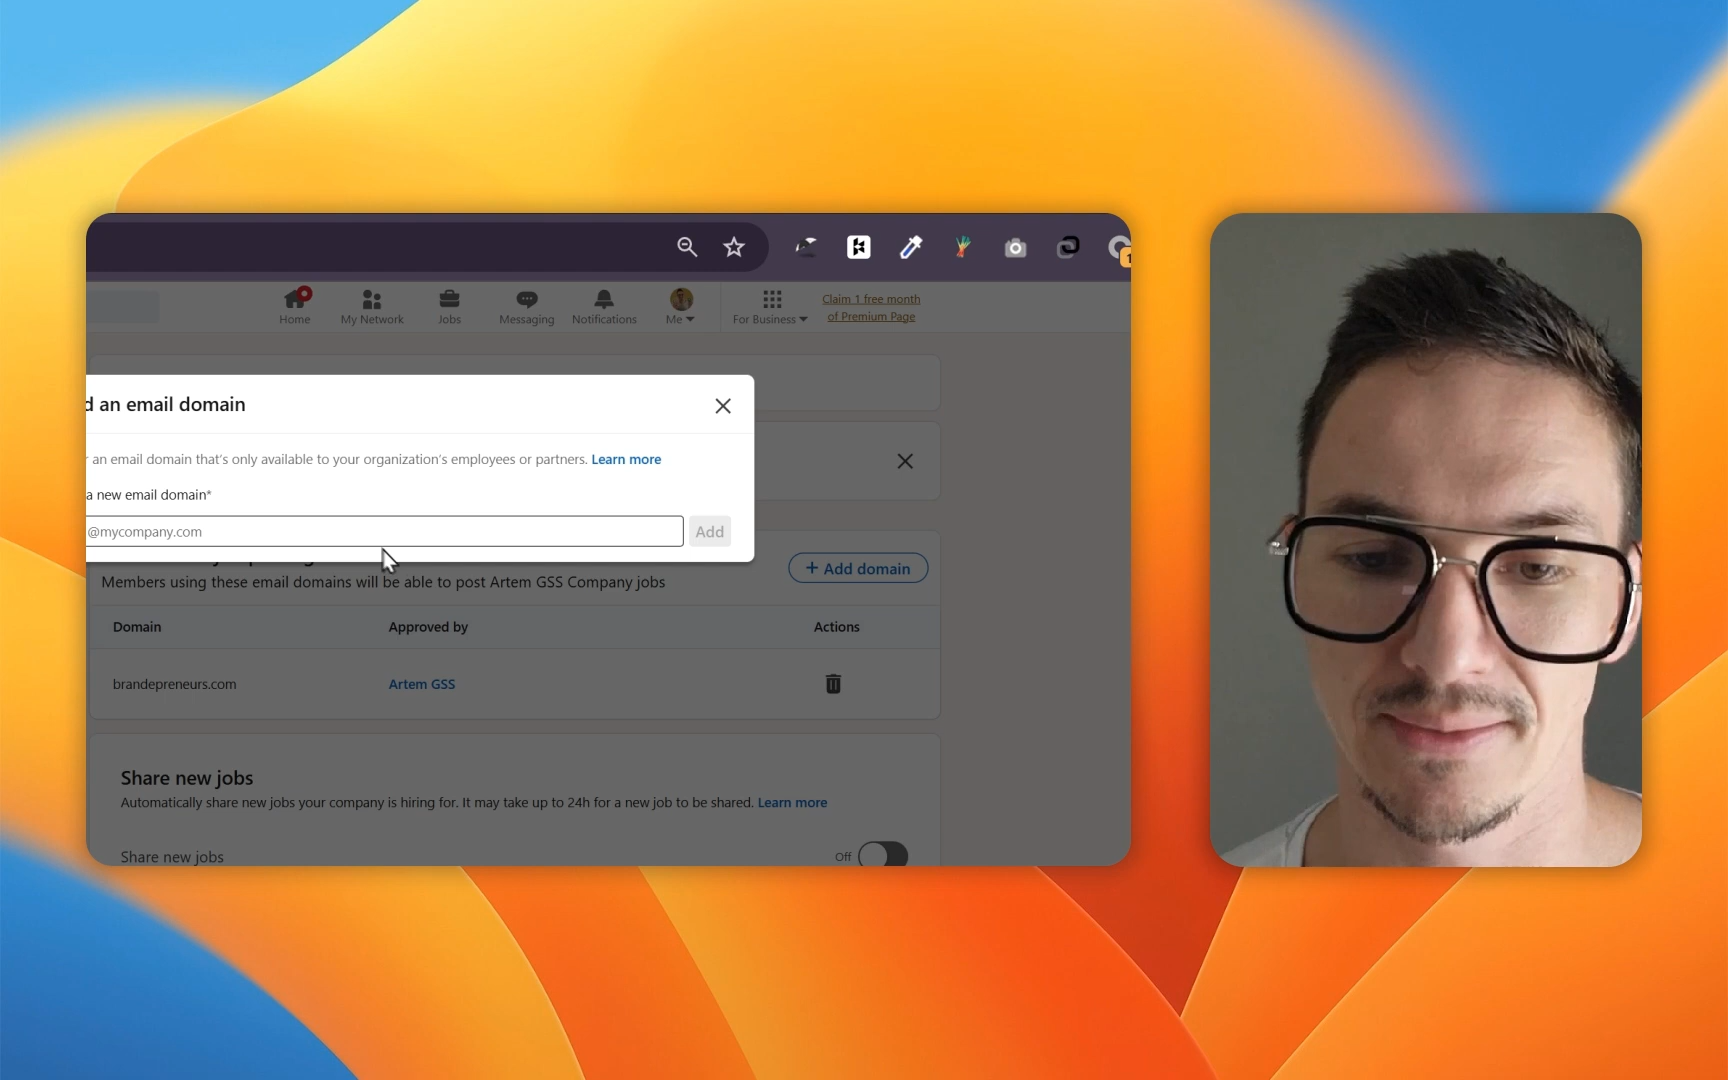 1
Home
My Network
Jobs
Messaging
Notifications
Me
For Business
Claim 1 free month
of Premium Page
d an email domain
an email domain that's only available to your organization's employees or partners. Learn more
a new email domain*
@mycompany.com
Add
Members using these email domains will be able to post Artem GSS Company jobs
+ Add domain
Domain
Approved by
Actions
brandepreneurs.com
Artem GSS
Share new jobs
Automatically share new jobs your company is hiring for. It may take up to 24h for a new job to be shared. Learn more
Share new jobs
Off